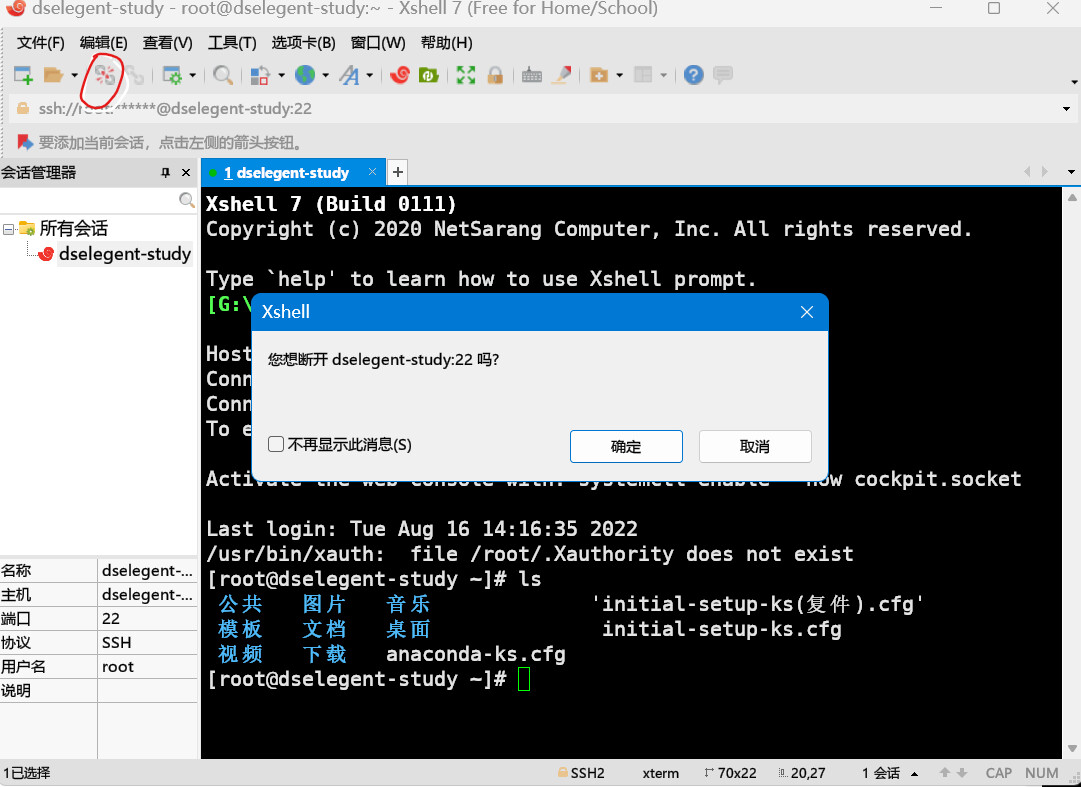 dselegent-study - root@dselegent-study:~ - Xshell 7 (Free for Home/School)
文件(F) 编辑(E) 查看(V) 工具(T) 选项卡(B) 窗口(W) 帮助(H)
ssh://root:******@dselegent-study:22
要添加当前会话，点击左侧的箭头按钮。
会话管理器
1 dselegent-study
所有会话
dselegent-study
Xshell 7 (Build 0111)
Copyright (c) 2020 NetSarang Computer, Inc. All rights reserved.
Type `help' to learn how to use Xshell prompt.
[G:\
Xshell
您想断开 dselegent-study:22 吗?
不再显示此消息(S)
确定
取消
Host
Conn
Conn
To e
Activate the web console with: systemctl enable --now cockpit.socket
Last login: Tue Aug 16 14:16:35 2022
/usr/bin/xauth:  file /root/.Xauthority does not exist
[root@dselegent-study ~]# ls
公共 图片 音乐 'initial-setup-ks(复件).cfg'
模板 文档 桌面 initial-setup-ks.cfg
视频 下载 anaconda-ks.cfg
[root@dselegent-study ~]#
名称 dselegent-...
主机 dselegent-...
端口 22
协议 SSH
用户名 root
说明
1已选择 SSH2 xterm 70x22 20,27 1 会话 CAP NUM